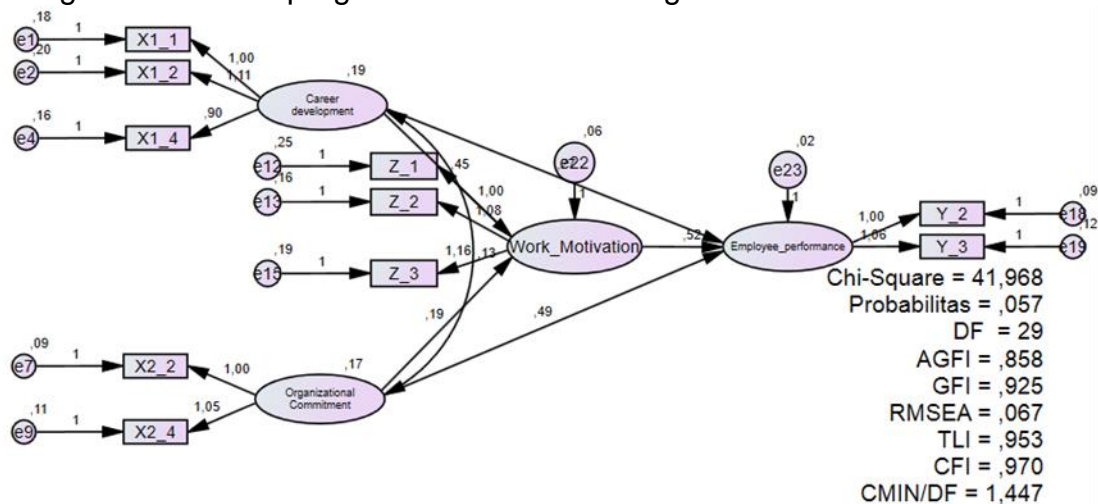 ,18
e1
1
X1_1
,20
e2
1
X1_2
1,00
1,11
,16
e4
1
X1_4
,90
,19
Career
development
,25
e12
1
Z_1
,45
1,00
,16
e13
1
Z_2
1,08
,06
e22
1
,02
e23
1
Work_Motivation
,52
Employee_performance
1,00
1,06
Y_2
1
,09
e18
Y_3
1
,12
e19
,19
e15
1
Z_3
1,16
,13
,19
,49
,09
e7
1
X2_2
1,00
,17
Organizational
Commitment
,11
e9
1
X2_4
1,05
Chi-Square = 41,968
Probabilitas = ,057
DF = 29
AGFI = ,858
GFI = ,925
RMSEA = ,067
TLI = ,953
CFI = ,970
CMIN/DF = 1,447